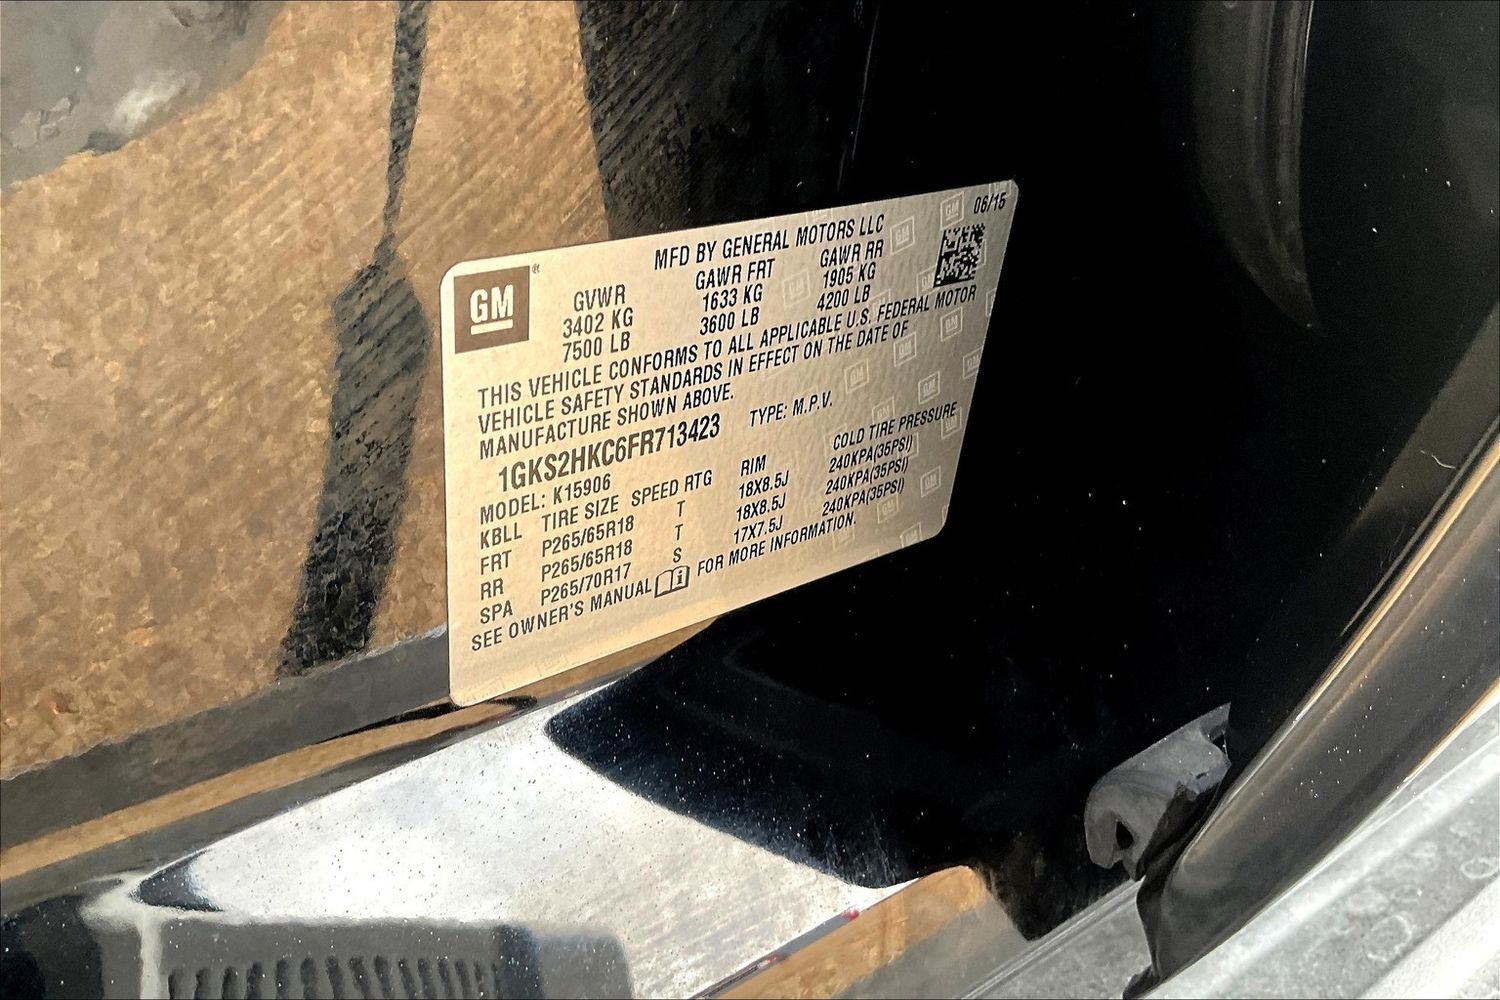 MFD BY GENERAL MOTORS LLC 06/15
GM®
GVWR GAWR FRT GAWR RR
3402 KG 1633 KG 1905 KG
7500 LB 3600 LB 4200 LB
THIS VEHICLE CONFORMS TO ALL APPLICABLE U.S. FEDERAL MOTOR
VEHICLE SAFETY STANDARDS IN EFFECT ON THE DATE OF
MANUFACTURE SHOWN ABOVE.
1GKS2HKC6FR713423 TYPE: M.P.V.
MODEL: K15906
KBLL TIRE SIZE SPEED RTG RIM COLD TIRE PRESSURE
FRT P265/65R18 T 18X8.5J 240KPA(35PSI)
RR P265/65R18 T 18X8.5J 240KPA(35PSI)
SPA P265/70R17 S 17X7.5J 240KPA(35PSI)
SEE OWNER'S MANUAL FOR MORE INFORMATION.